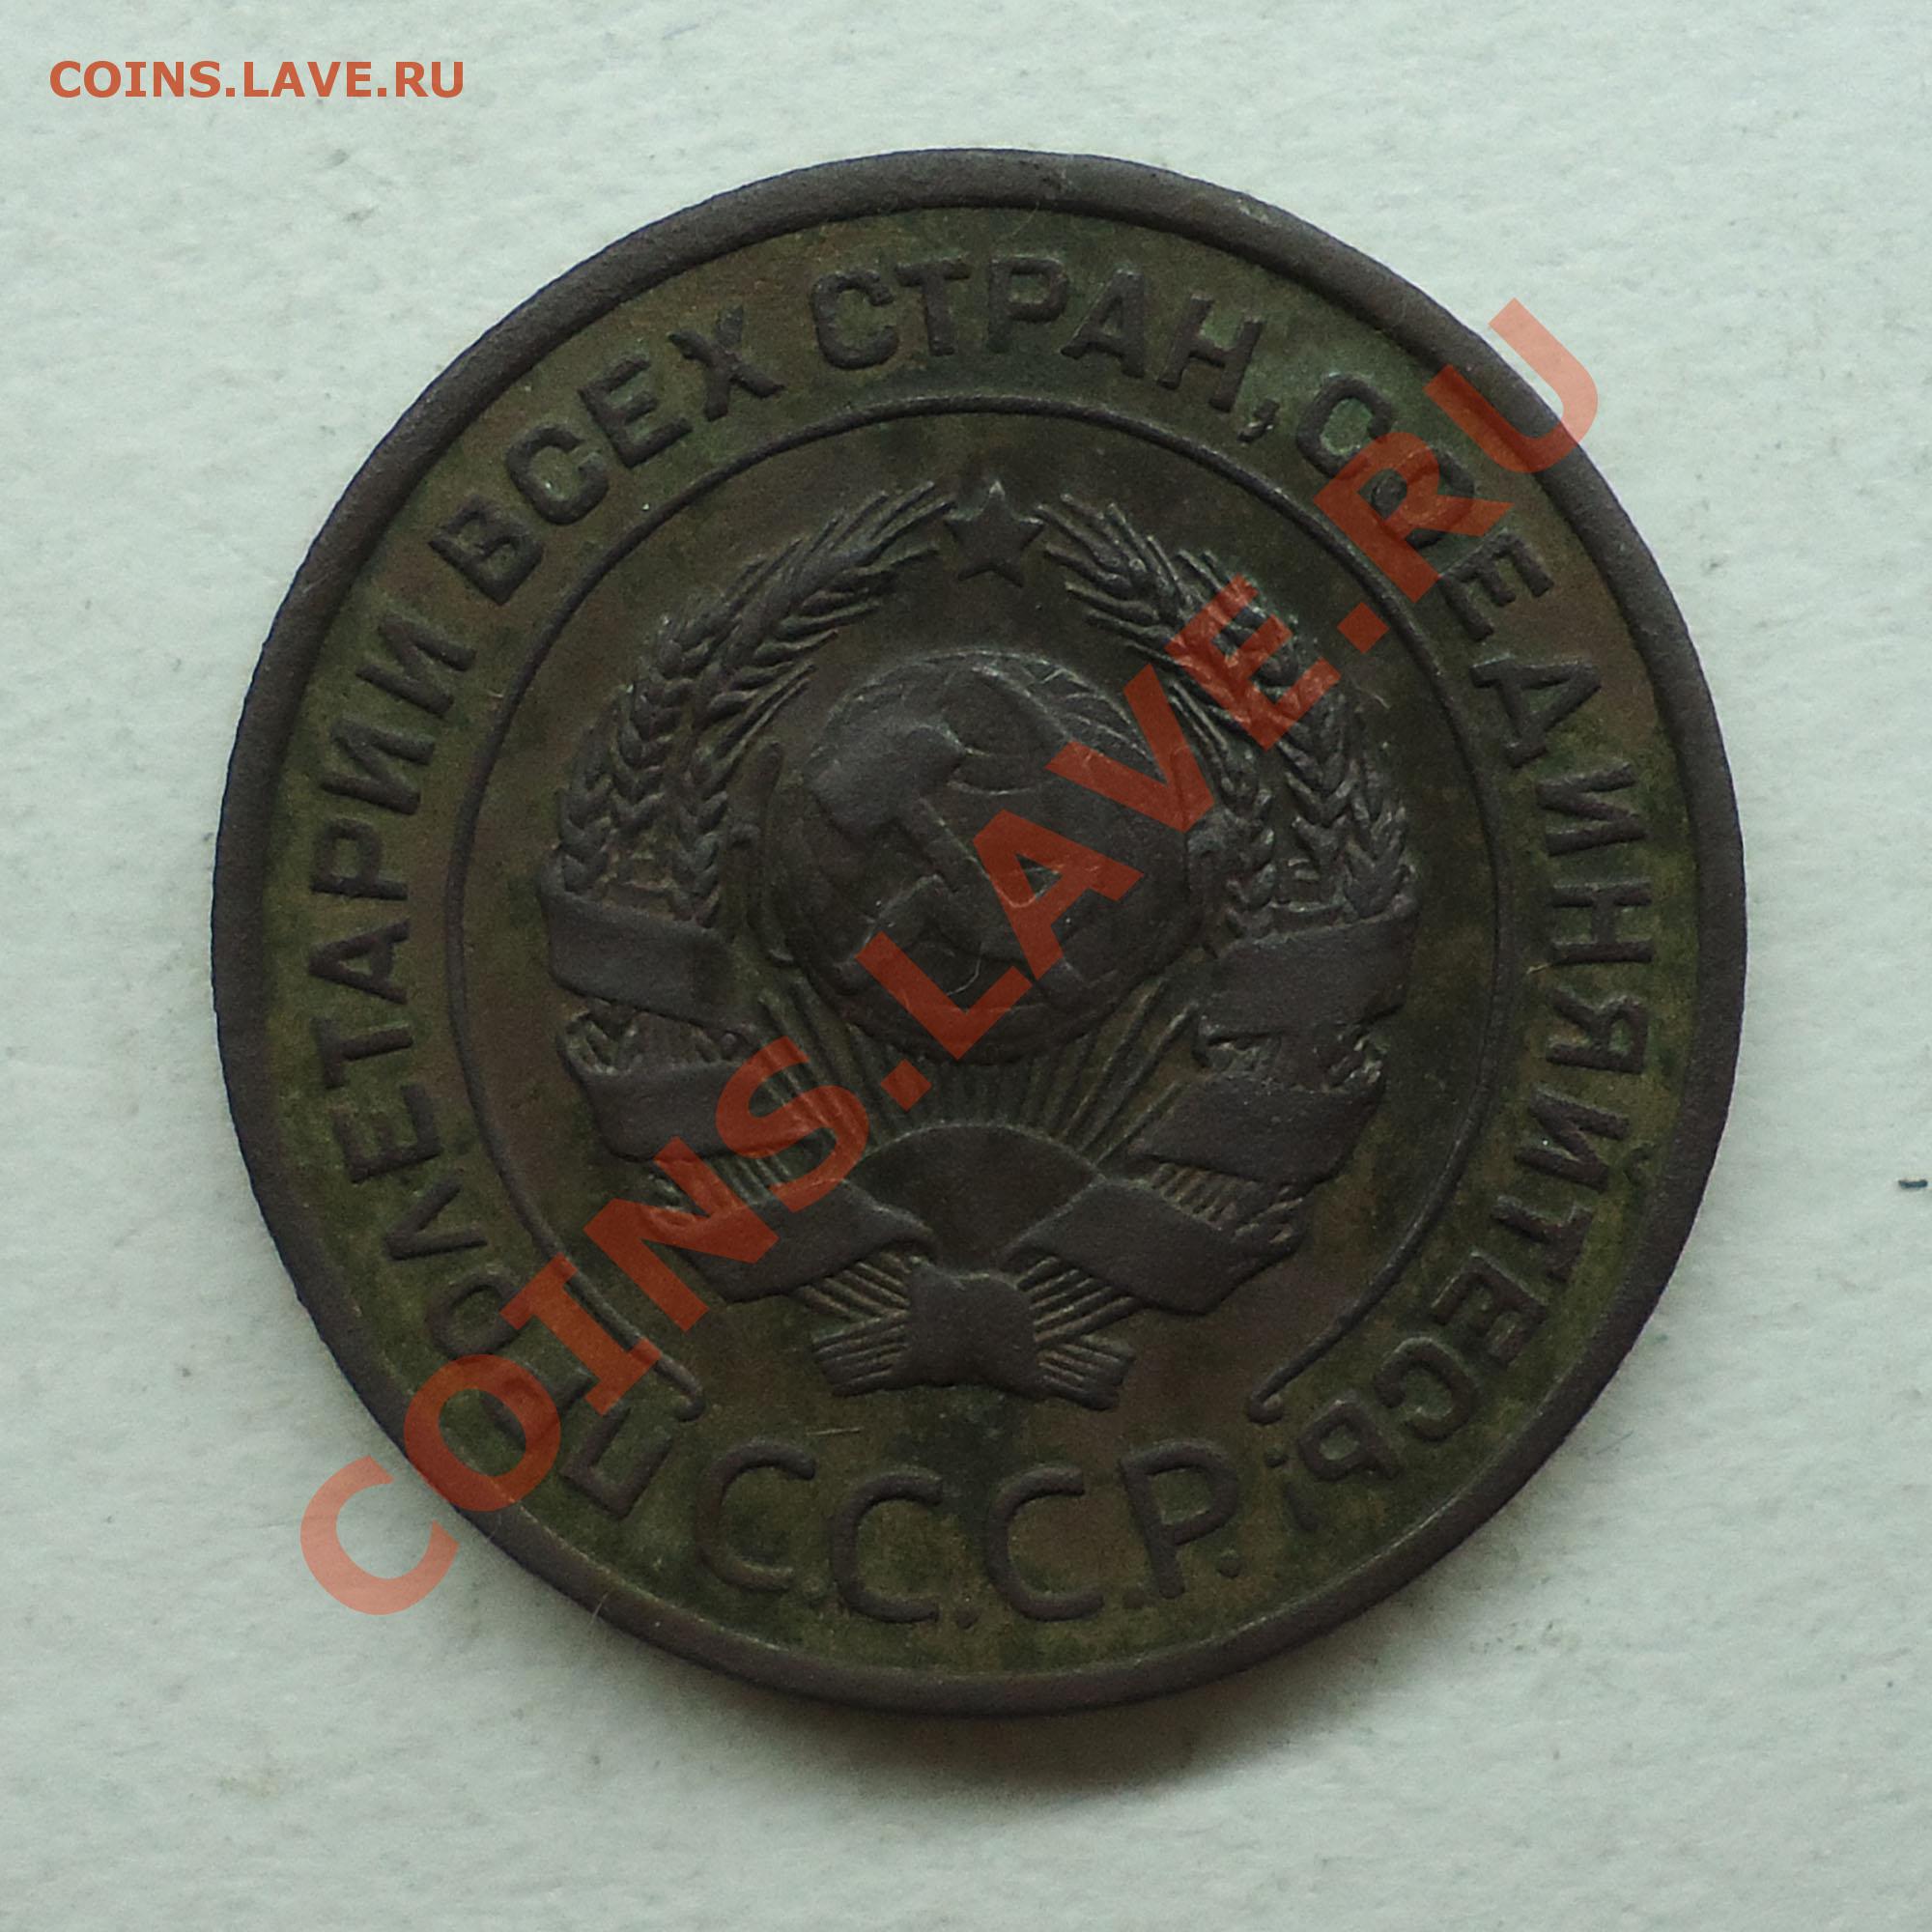 COINS.LAVE.RU
ПРОЛЕТАРИИ ВСЕХ СТРАН, СОЕДИНЯЙТЕСЬ!
С.С.С.Р.
COINS.LAVE.RU